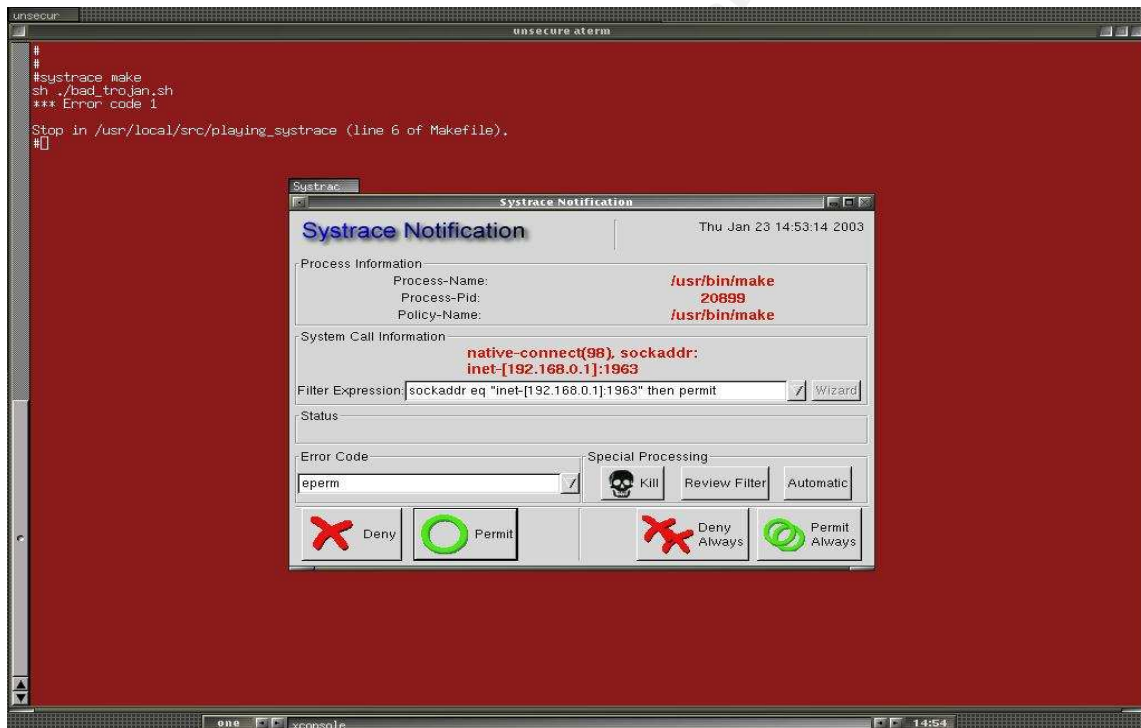 unsecur
unsecure aterm
#
#
#systrace make
sh ./bad_trojan.sh
*** Error code 1
Stop in /usr/local/src/playing_systrace (line 6 of Makefile).
#
Systrac
Systrace Notification
Systrace Notification
Thu Jan 23 14:53:14 2003
Process Information
Process-Name: /usr/bin/make
Process-Pid: 20899
Policy-Name: /usr/bin/make
System Call Information
native-connect(98), sockaddr:
inet-[192.168.0.1]:1963
Filter Expression: sockaddr eq "inet-[192.168.0.1]:1963" then permit Wizard
Status
Error Code
Special Processing
eperm
Kill
Review Filter
Automatic
Deny
Permit
Deny Always
Permit Always
one
xconsole
14:54